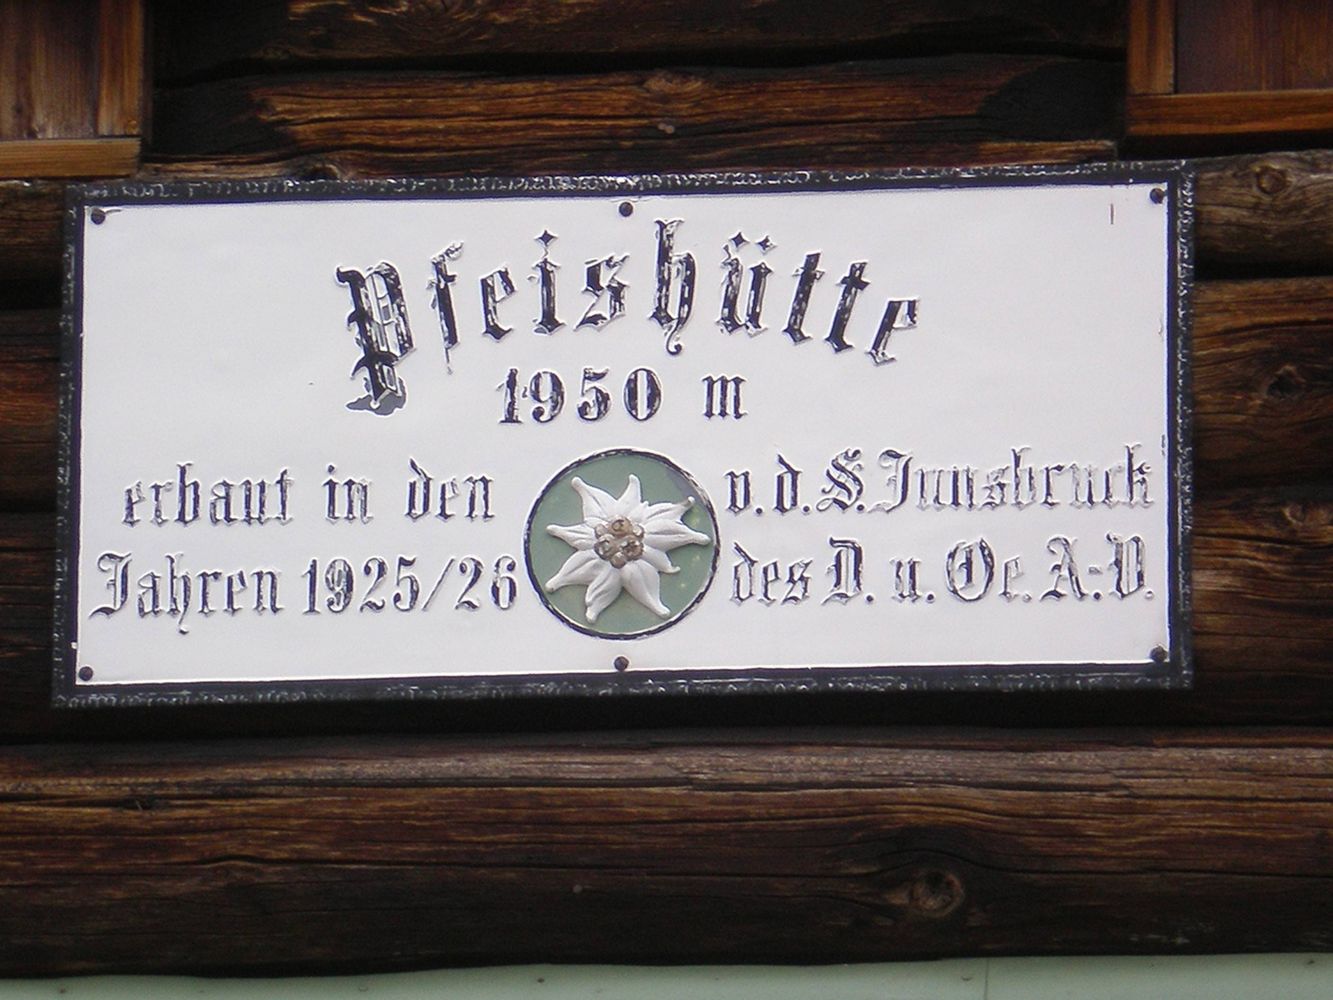 Pfeishütte
1950 m
erbaut in den v.d.S.Innsbruck
Jahren 1925/26 des D. u. Oe. A-V.